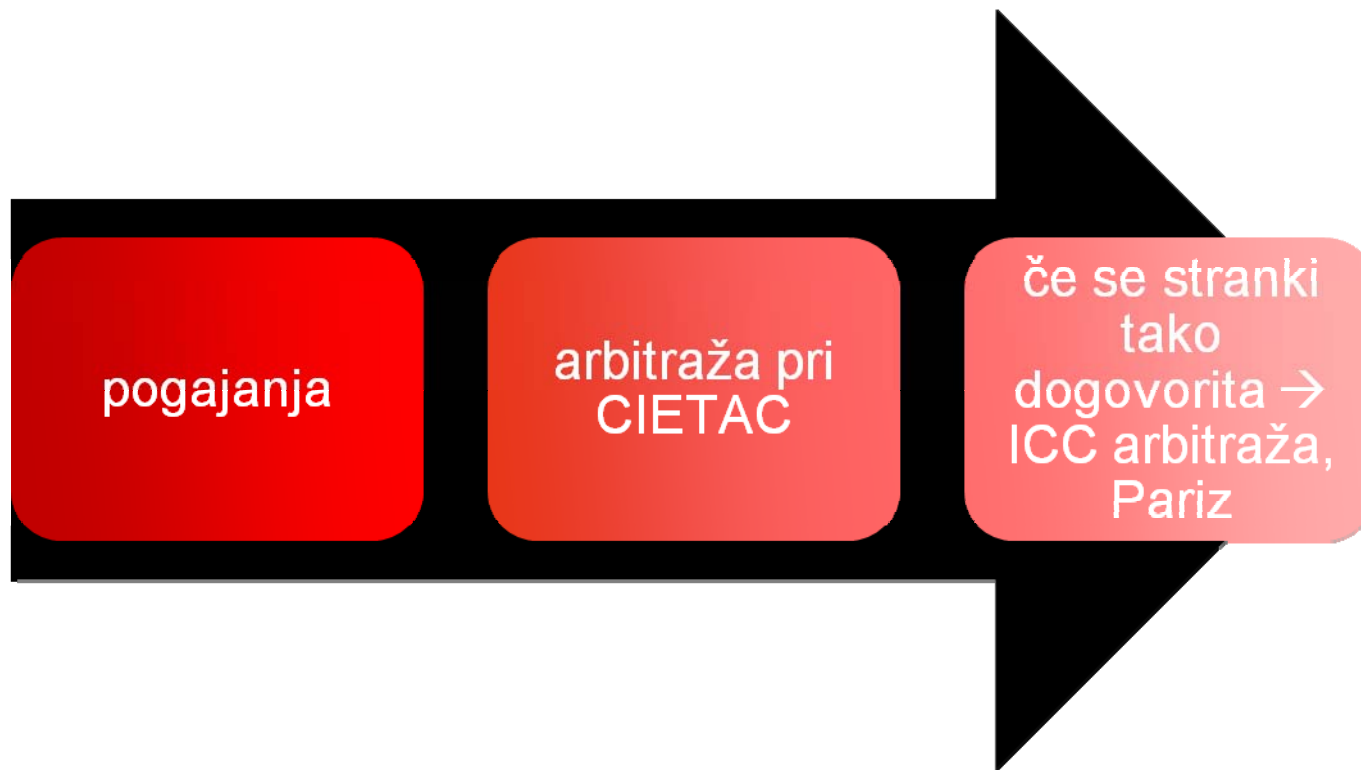 pogajanja
arbitraža pri
CIETAC
če se stranki
tako
dogovorita →
ICC arbitraža,
Pariz